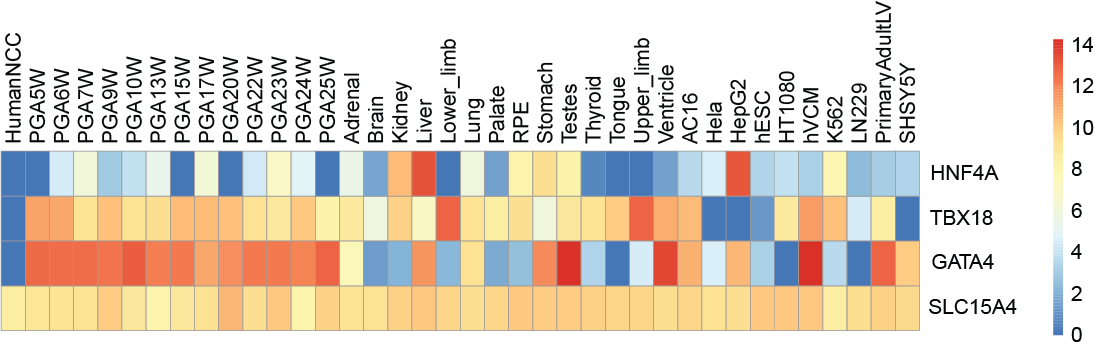 HumanNCC
PGA5W
PGA6W
PGA7W
PGA9W
PGA10W
PGA13W
PGA15W
PGA17W
PGA20W
PGA22W
PGA23W
PGA24W
PGA25W
Adrenal
Brain
Kidney
Liver
Lower_limb
Lung
Palate
RPE
Stomach
Testes
Thyroid
Tongue
Upper_limb
Ventricle
AC16
Hela
HepG2
hESC
HT1080
hVCM
K562
LN229
PrimaryAdultLV
SHSY5Y
HNF4A
TBX18
GATA4
SLC15A4
14
12
10
8
6
4
2
0